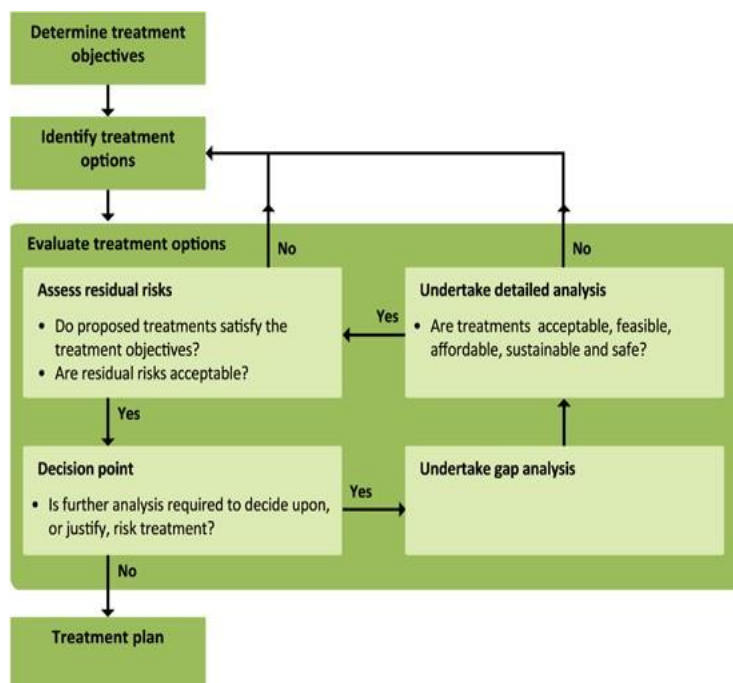 Determine treatment
objectives
Identify treatment
options
Evaluate treatment options
No
No
Assess residual risks
• Do proposed treatments satisfy the
treatment objectives?
• Are residual risks acceptable?
Yes
Undertake detailed analysis
• Are treatments acceptable, feasible,
affordable, sustainable and safe?
Yes
Decision point
• Is further analysis required to decide upon,
or justify, risk treatment?
Yes
Undertake gap analysis
No
Treatment plan